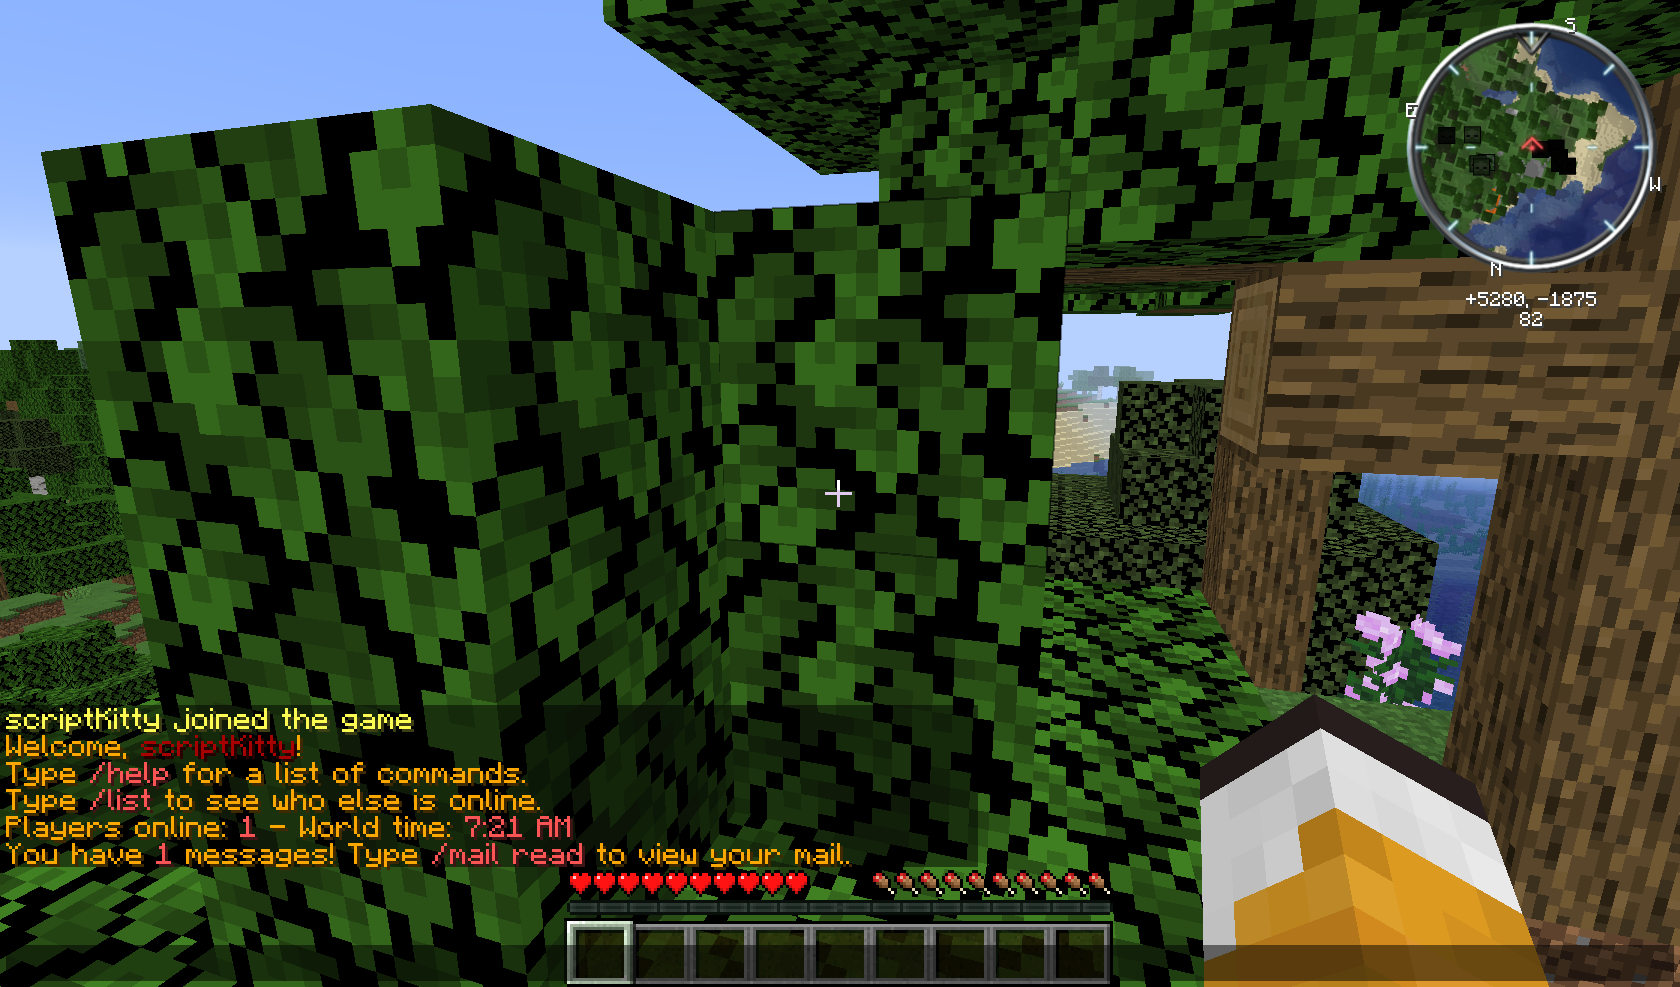 S
E
W
N
+5280, -1875
82
scriptKitty joined the game
Welcome, scriptKitty!
Type /help for a list of commands.
Type /list to see who else is online.
Players online: 1 - World time: 7:21 AM
You have 1 messages! Type /mail read to view your mail.